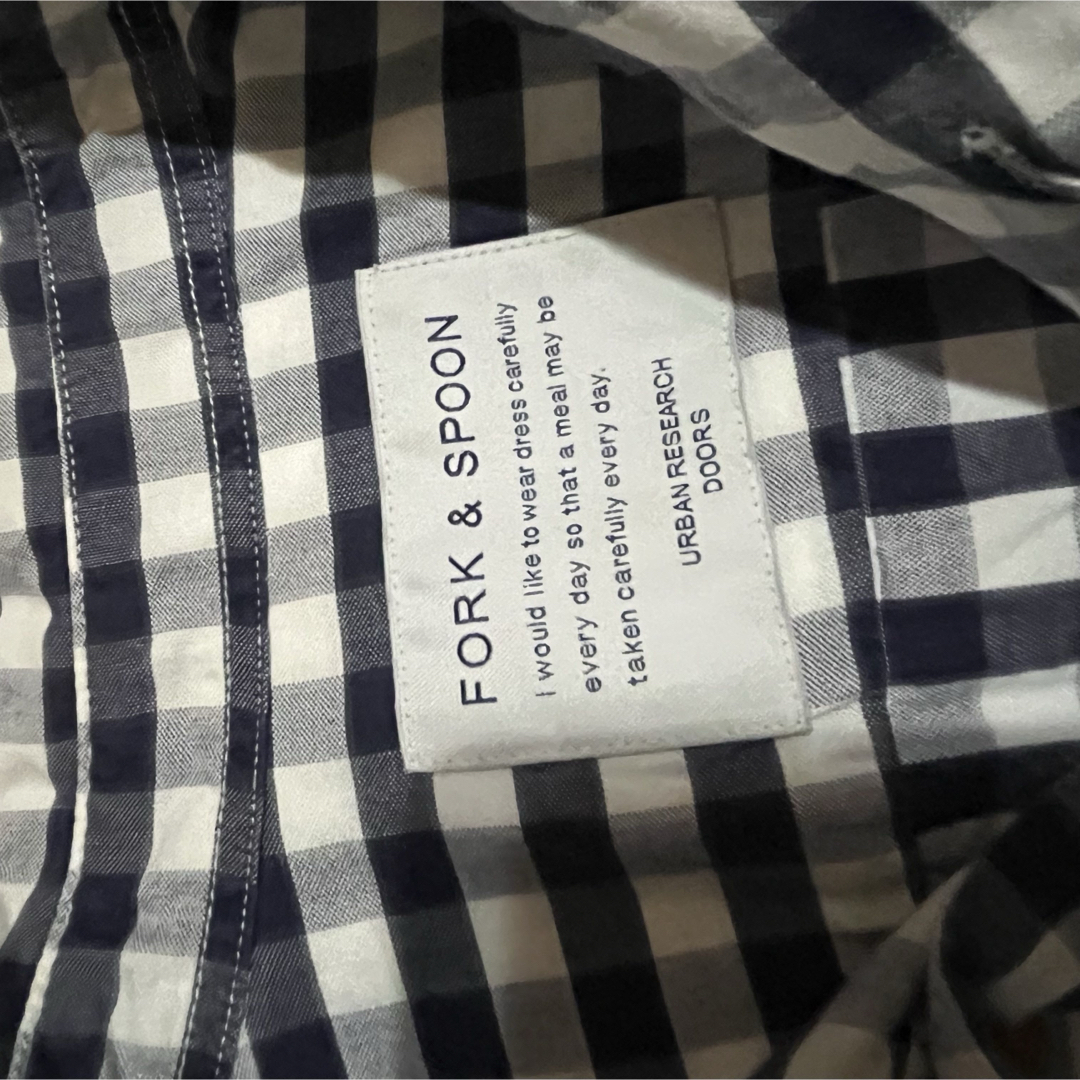 FORK & SPOON
I would like to wear dress carefully
every day so that a meal may be
taken carefully every day.
URBAN RESEARCH
DOORS